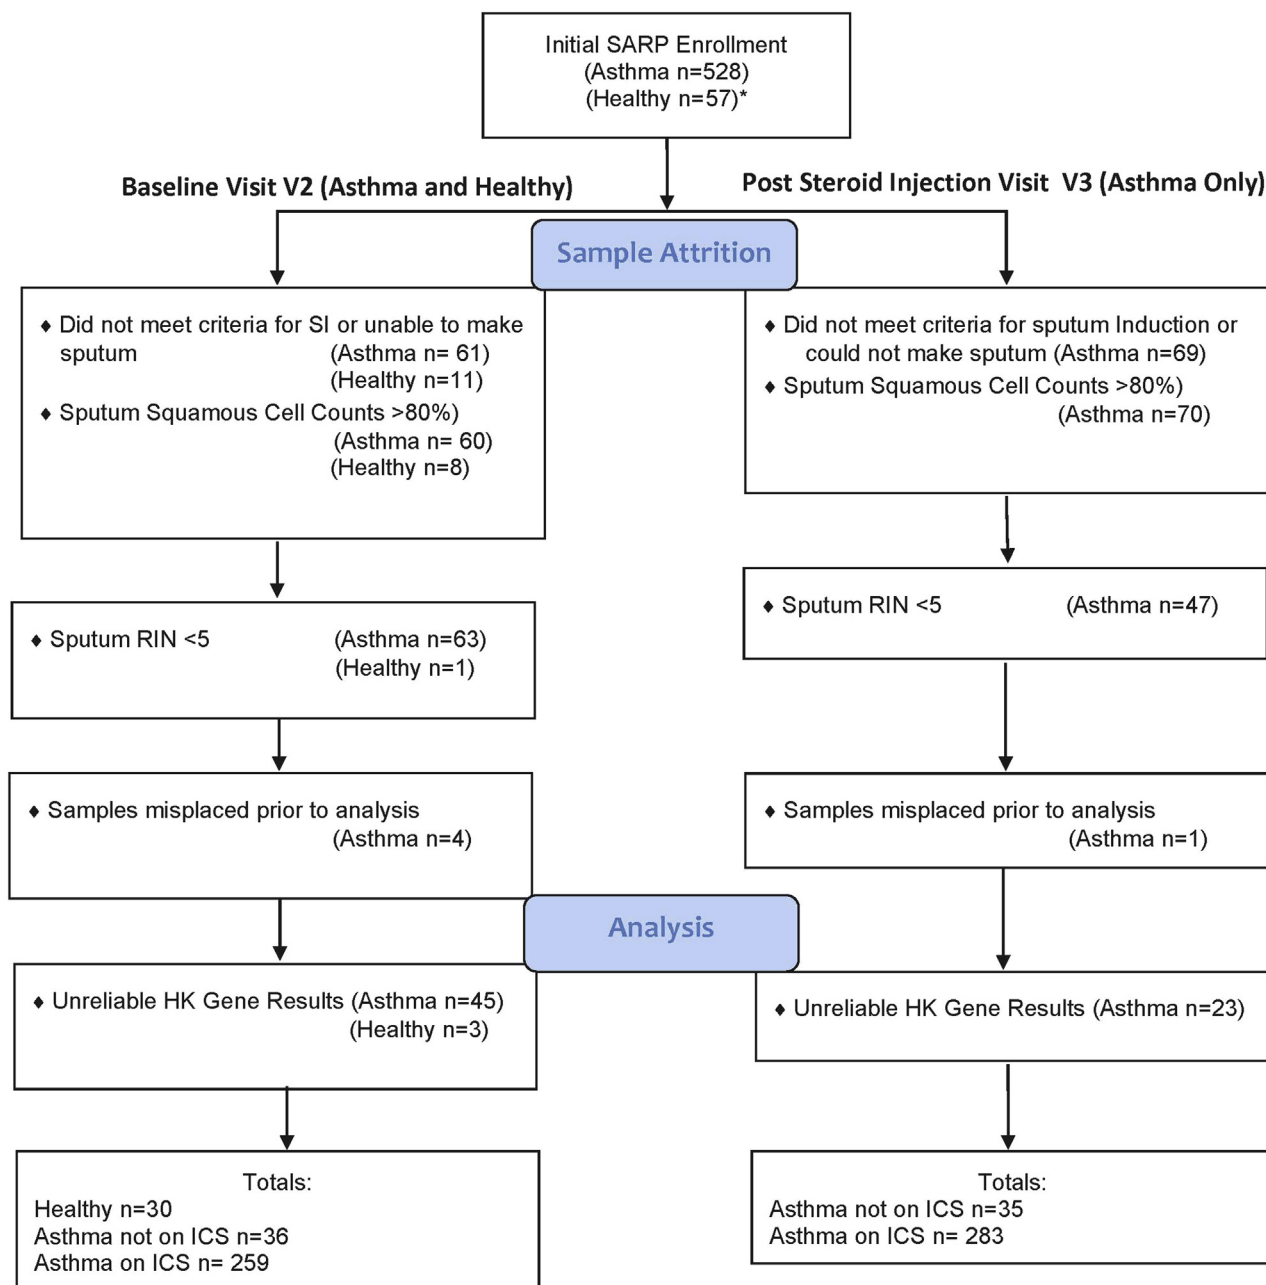 Initial SARP Enrollment
(Asthma n=528)
(Healthy n=57)*
Baseline Visit V2 (Asthma and Healthy)
Post Steroid Injection Visit V3 (Asthma Only)
Sample Attrition
♦ Did not meet criteria for SI or unable to make
sputum (Asthma n= 61)
(Healthy n=11)
♦ Sputum Squamous Cell Counts >80%)
(Asthma n= 60)
(Healthy n=8)
♦ Did not meet criteria for sputum Induction or
could not make sputum (Asthma n=69)
♦ Sputum Squamous Cell Counts >80%)
(Asthma n=70)
♦ Sputum RIN <5 (Asthma n=63)
(Healthy n=1)
♦ Sputum RIN <5 (Asthma n=47)
♦ Samples misplaced prior to analysis
(Asthma n=4)
♦ Samples misplaced prior to analysis
(Asthma n=1)
Analysis
♦ Unreliable HK Gene Results (Asthma n=45)
(Healthy n=3)
♦ Unreliable HK Gene Results (Asthma n=23)
Totals:
Healthy n=30
Asthma not on ICS n=36
Asthma on ICS n= 259
Totals:
Asthma not on ICS n=35
Asthma on ICS n= 283